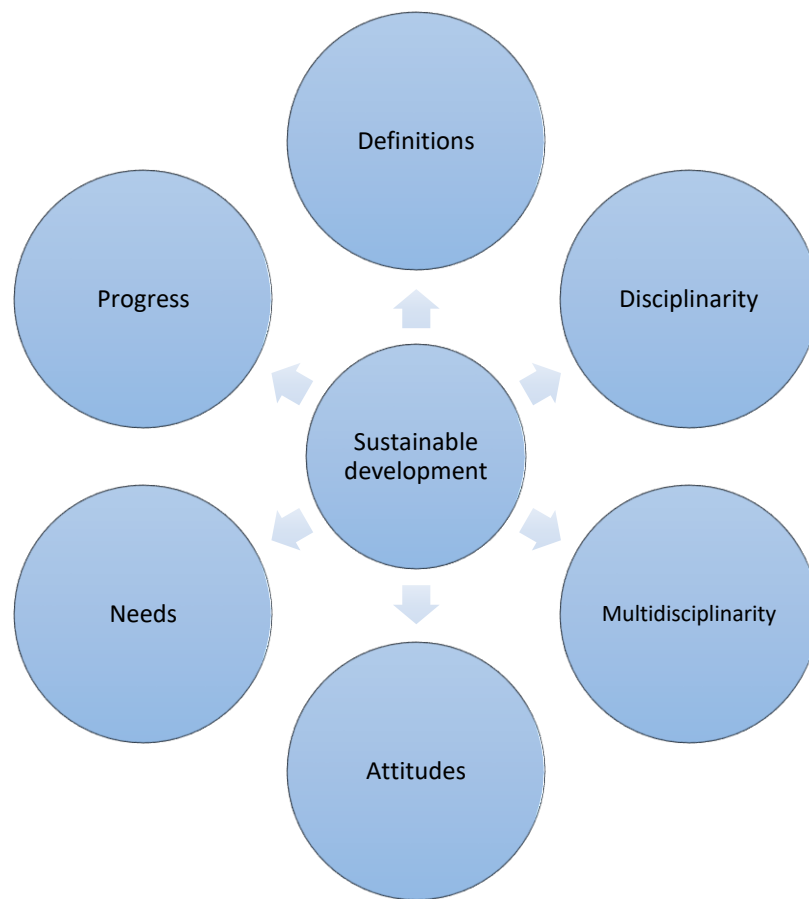 Definitions
Progress
Disciplinarity
Sustainable
development
Needs
Multidisciplinarity
Attitudes